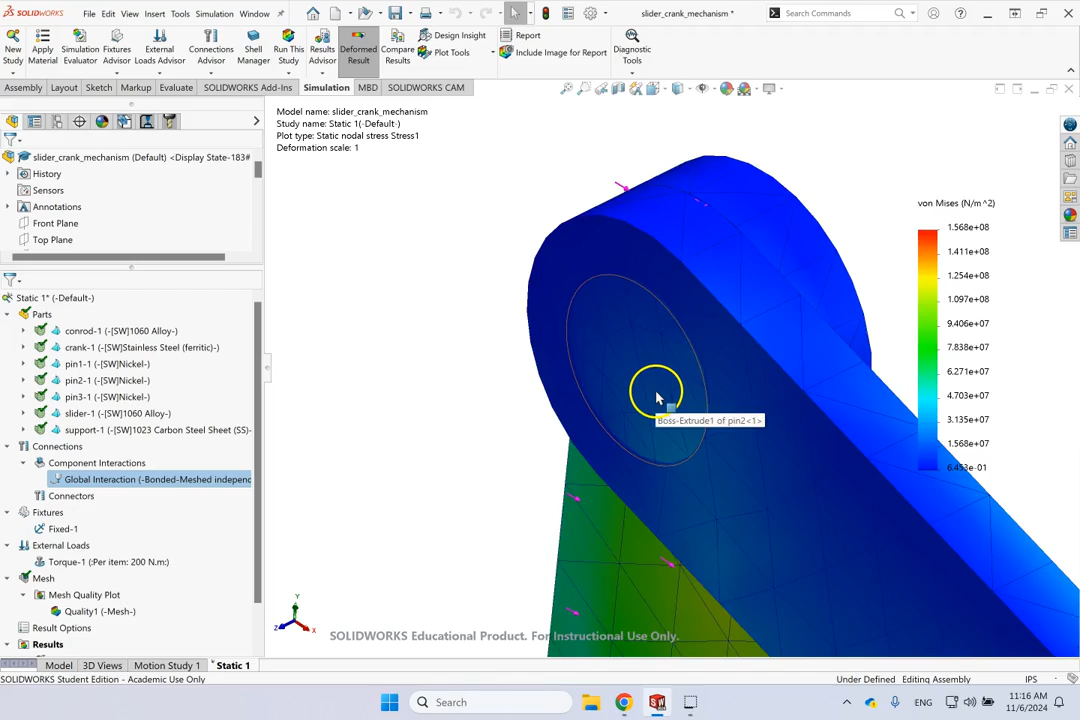 SOLIDWORKS
File Edit View Insert Tools Simulation Window
slider_crank_mechanism *
Search Commands
New Study
Apply Material
Simulation Evaluator
Fixtures Advisor
External Loads Advisor
Connections Advisor
Shell Manager
Run This Study
Results Advisor
Deformed Result
Compare Results
Design Insight
Plot Tools
Report
Include Image for Report
Diagnostic Tools
Assembly Layout Sketch Markup Evaluate SOLIDWORKS Add-Ins Simulation MBD SOLIDWORKS CAM
slider_crank_mechanism (Default) <Display State-183#
History
Sensors
Annotations
Front Plane
Top Plane
Static 1* (-Default-)
Parts
conrod-1 (-[SW]1060 Alloy-)
crank-1 (-[SW]Stainless Steel (ferritic)-)
pin1-1 (-[SW]Nickel-)
pin2-1 (-[SW]Nickel-)
pin3-1 (-[SW]Nickel-)
slider-1 (-[SW]1060 Alloy-)
support-1 (-[SW]1023 Carbon Steel Sheet (SS)-
Connections
Component Interactions
Global Interaction (-Bonded-Meshed independ
Connectors
Fixtures
Fixed-1
External Loads
Torque-1 (:Per item: 200 N.m:)
Mesh
Mesh Quality Plot
Quality1 (-Mesh-)
Result Options
Results
Model name: slider_crank_mechanism
Study name: Static 1(-Default-)
Plot type: Static nodal stress Stress1
Deformation scale: 1
Boss-Extrude1 of pin2<1>
von Mises (N/m^2)
1.568e+08
1.411e+08
1.254e+08
1.097e+08
9.406e+07
7.838e+07
6.270e+07
4.703e+07
3.135e+07
1.568e+07
6.453e-01
Y
Z
X
SOLIDWORKS Educational Product. For Instructional Use Only.
Model 3D Views Motion Study 1 Static 1
SOLIDWORKS Student Edition - Academic Use Only
Under Defined Editing Assembly IPS
Search
ENG
11:16 AM
11/6/2024